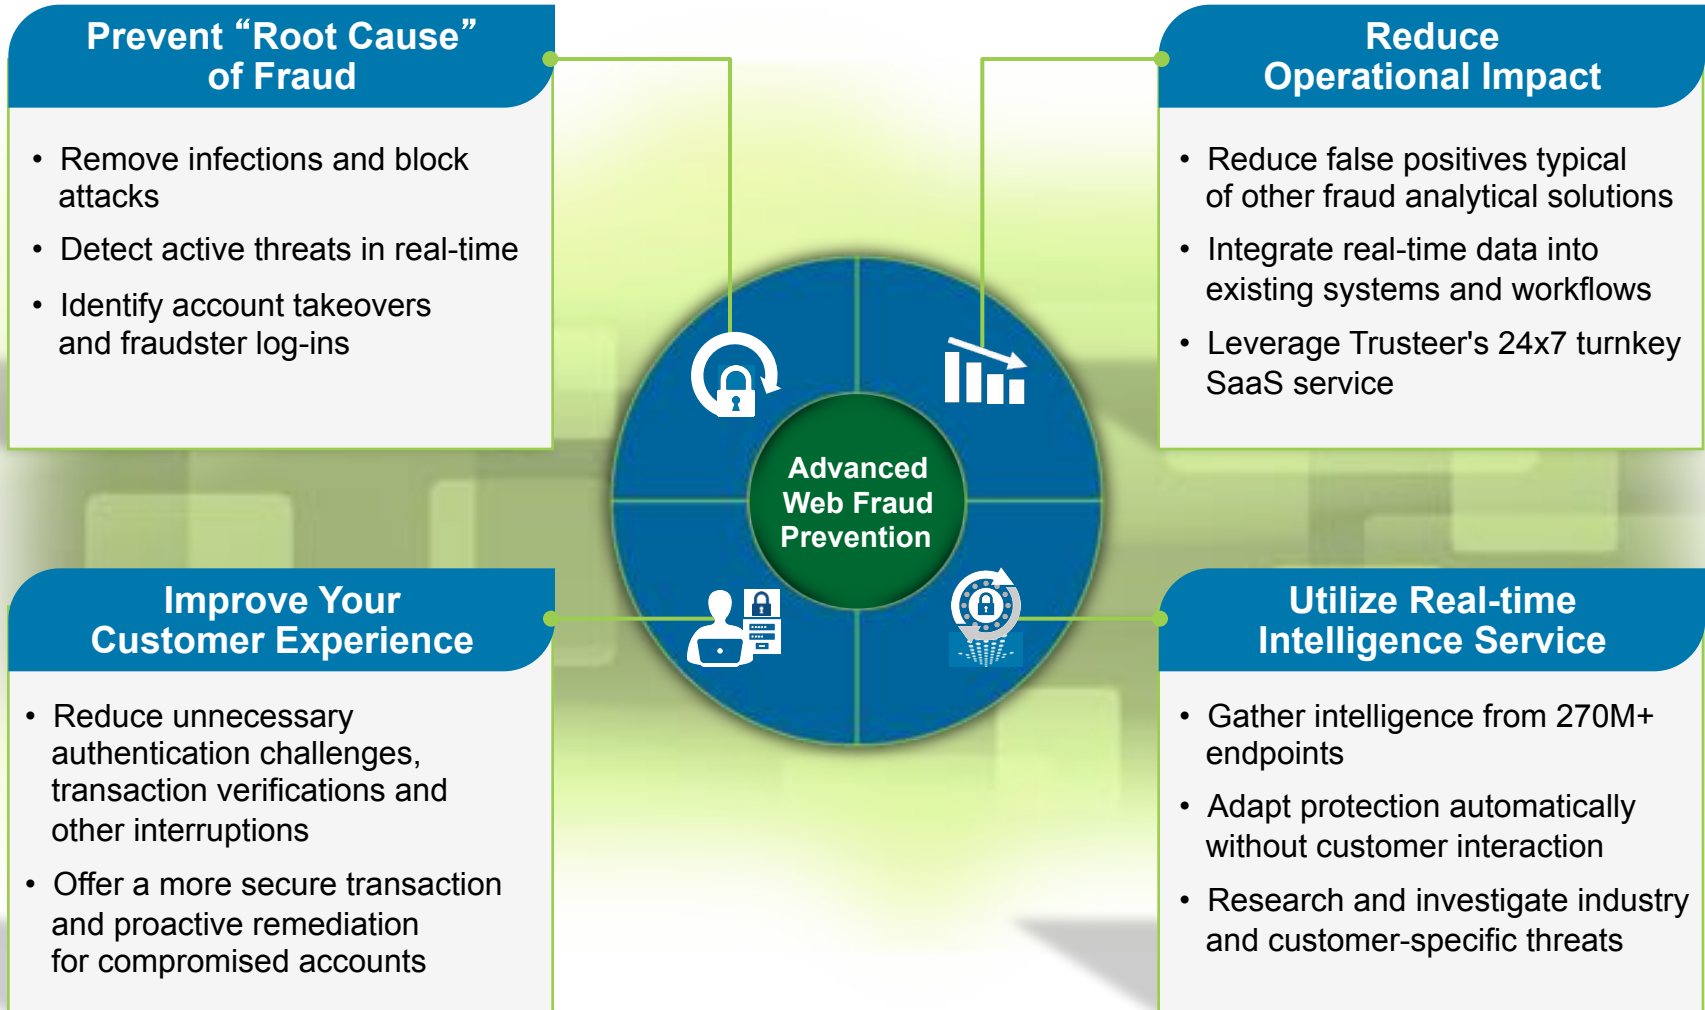 Prevent “Root Cause”
of Fraud
• Remove infections and block
attacks
• Detect active threats in real-time
• Identify account takeovers
and fraudster log-ins
Reduce
Operational Impact
• Reduce false positives typical
of other fraud analytical solutions
• Integrate real-time data into
existing systems and workflows
• Leverage Trusteer's 24x7 turnkey
SaaS service
Advanced
Web Fraud
Prevention
Improve Your
Customer Experience
• Reduce unnecessary
authentication challenges,
transaction verifications and
other interruptions
• Offer a more secure transaction
and proactive remediation
for compromised accounts
Utilize Real-time
Intelligence Service
• Gather intelligence from 270M+
endpoints
• Adapt protection automatically
without customer interaction
• Research and investigate industry
and customer-specific threats